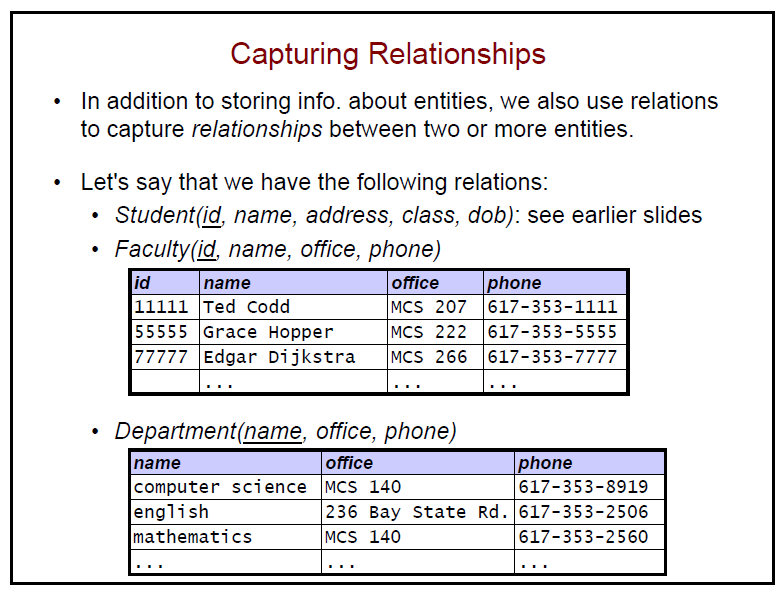 Capturing Relationships
• In addition to storing info. about entities, we also use relations
to capture relationships between two or more entities.
• Let's say that we have the following relations:
• Student(id, name, address, class, dob): see earlier slides
• Faculty(id, name, office, phone)
id name office phone
11111 Ted Codd MCS 207 617-353-1111
55555 Grace Hopper MCS 222 617-353-5555
77777 Edgar Dijkstra MCS 266 617-353-7777
... ... ...
• Department(name, office, phone)
name office phone
computer science MCS 140 617-353-8919
english 236 Bay State Rd. 617-353-2506
mathematics MCS 140 617-353-2560
... ... ...